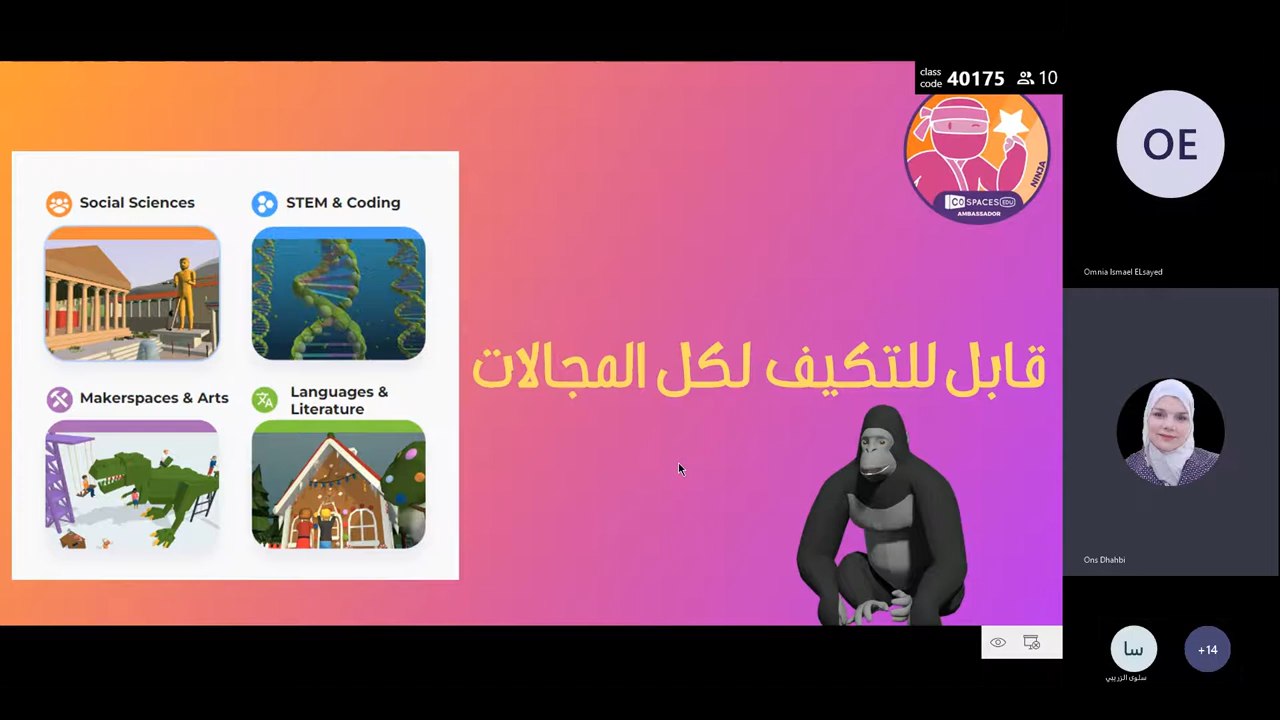 class code 40175 10
NINJA
COSPACES EDU
AMBASSADOR
Social Sciences
STEM & Coding
Makerspaces & Arts
Languages &
Literature
قابل للتكيف لكل المجالات
OE
Omnia Ismael ELsayed
Ons Dhahbi
سا
سلوى الزريبي
+14